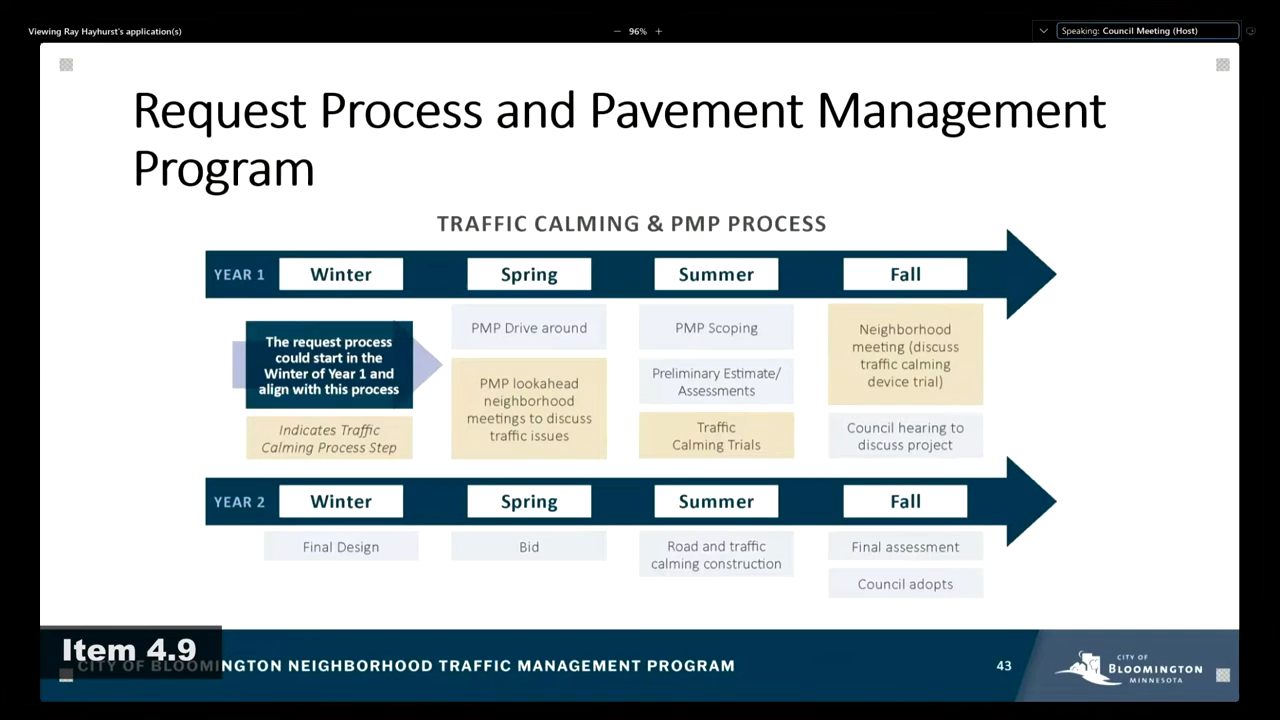 Viewing Ray Hayhurst's application(s)
− 96% +
Speaking: Council Meeting (Host)
Request Process and Pavement Management
Program
TRAFFIC CALMING & PMP PROCESS
YEAR 1
Winter
Spring
Summer
Fall
The request process
could start in the
Winter of Year 1 and
align with this process
Indicates Traffic
Calming Process Step
PMP Drive around
PMP lookahead
neighborhood
meetings to discuss
traffic issues
PMP Scoping
Preliminary Estimate/
Assessments
Traffic
Calming Trials
Neighborhood
meeting (discuss
traffic calming
device trial)
Council hearing to
discuss project
YEAR 2
Winter
Spring
Summer
Fall
Final Design
Bid
Road and traffic
calming construction
Final assessment
Council adopts
Item 4.9
CITY OF BLOOMINGTON NEIGHBORHOOD TRAFFIC MANAGEMENT PROGRAM
43
CITY OF
BLOOMINGTON
MINNESOTA